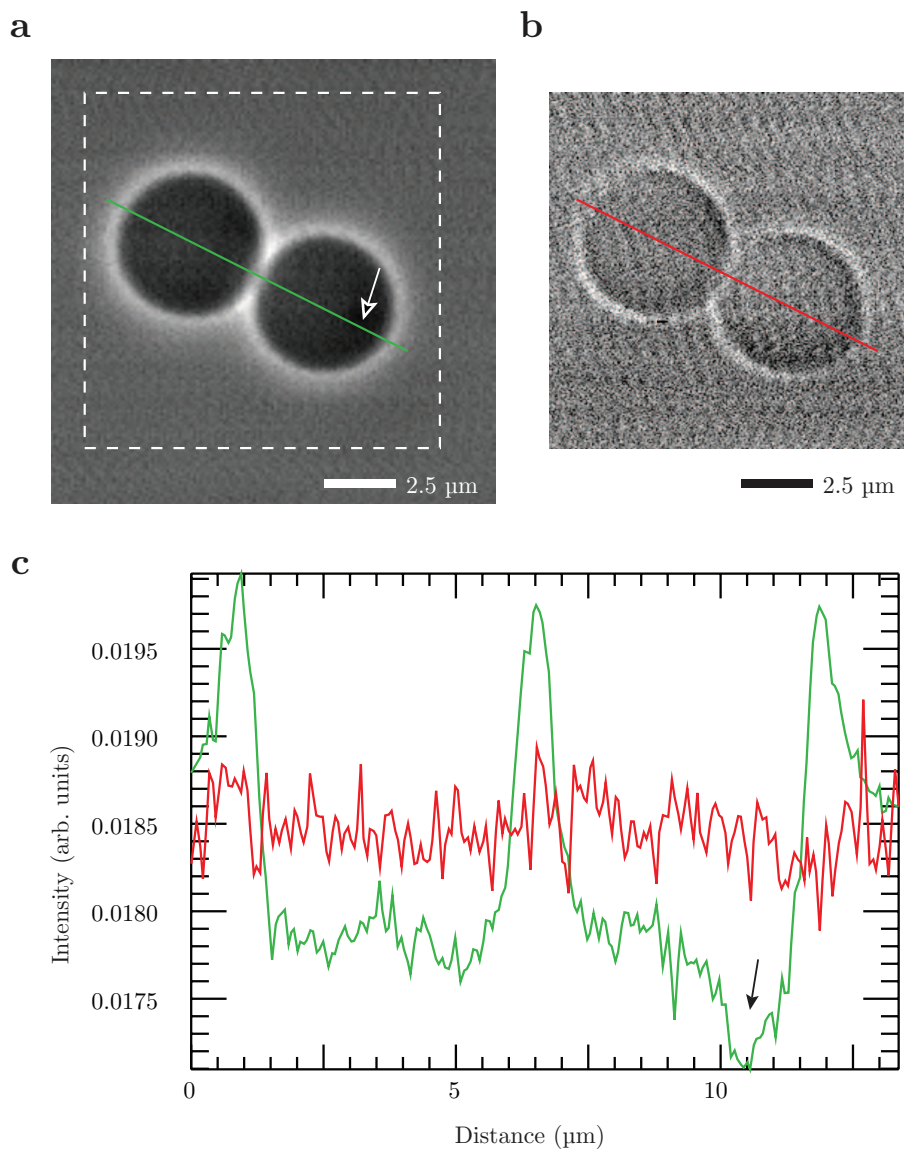 a
b
2.5 µm
2.5 µm
c
Intensity (arb. units)
0.0195
0.0190
0.0185
0.0180
0.0175
0
5
10
Distance (µm)